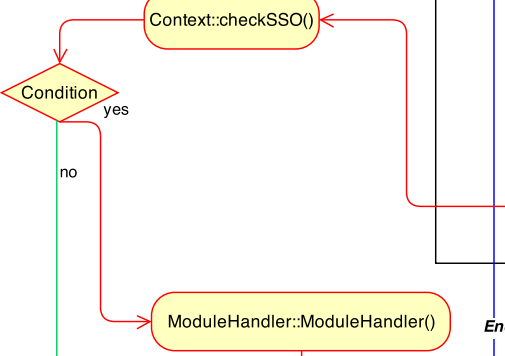 Context::checkSSO()
Condition
yes
no
ModuleHandler::ModuleHandler()